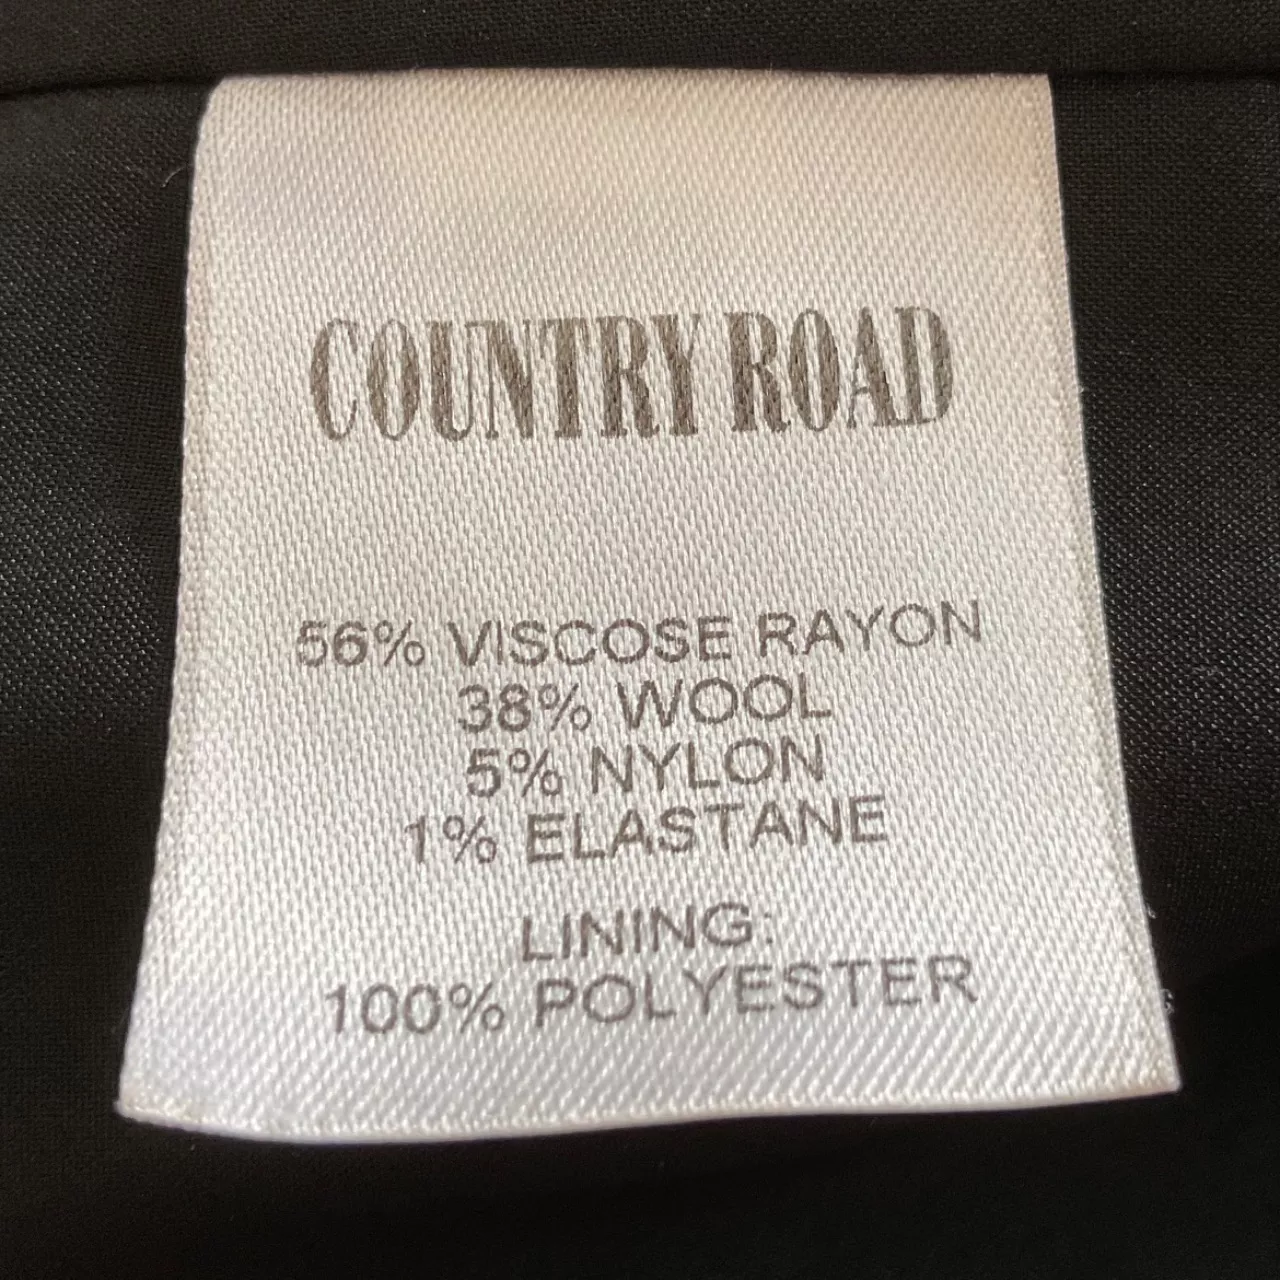 COUNTRY ROAD
56% VISCOSE RAYON
38% WOOL
5% NYLON
1% ELASTANE
LINING:
100% POLYESTER